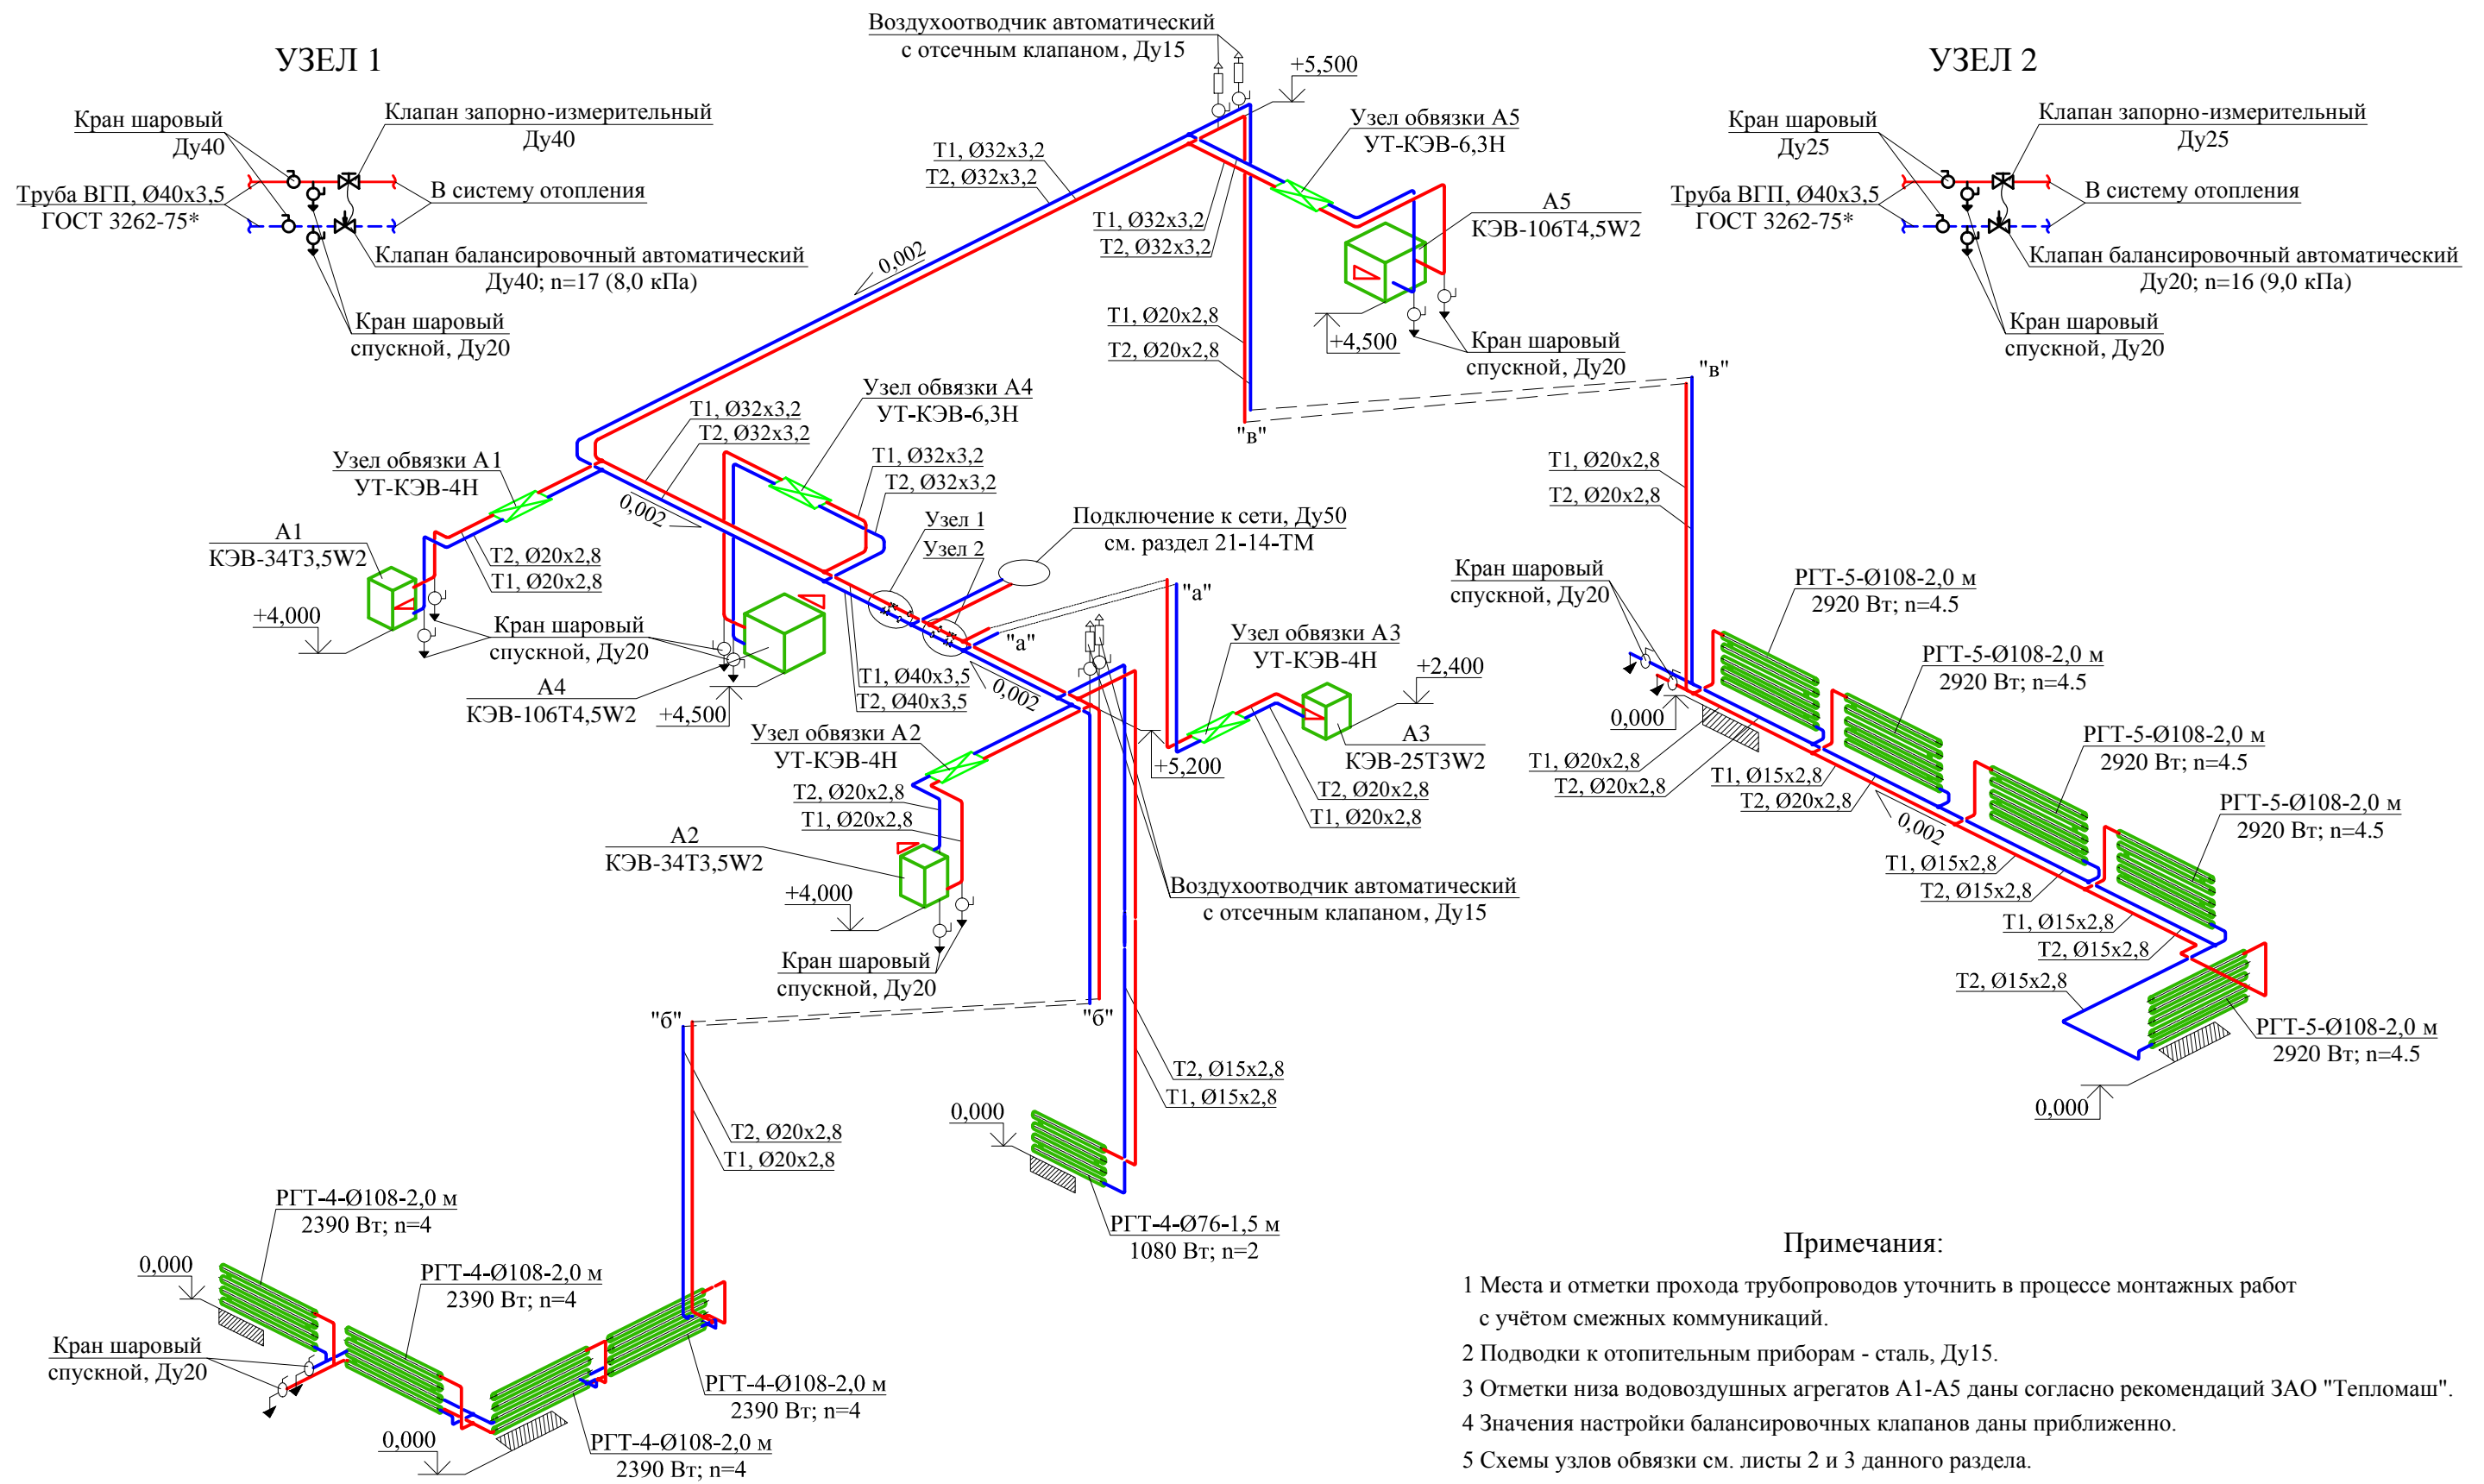 УЗЕЛ 1
Кран шаровый
Ду40
Клапан запорно-измерительный
Ду40
Труба ВГП, Ø40х3,5
ГОСТ 3262-75*
В систему отопления
Клапан балансировочный автоматический
Ду40; n=17 (8,0 кПа)
Кран шаровый
спускной, Ду20
Воздухоотводчик автоматический
с отсечным клапаном, Ду15
+5,500
Узел обвязки А5
УТ-КЭВ-6,3Н
Т1, Ø32х3,2
Т2, Ø32х3,2
0,002
Т1, Ø32х3,2
Т2, Ø32х3,2
А5
КЭВ-106Т4,5W2
Т1, Ø20х2,8
Т2, Ø20х2,8
+4,500
Кран шаровый
спускной, Ду20
"в"
УЗЕЛ 2
Кран шаровый
Ду25
Клапан запорно-измерительный
Ду25
Труба ВГП, Ø40х3,5
ГОСТ 3262-75*
В систему отопления
Клапан балансировочный автоматический
Ду20; n=16 (9,0 кПа)
Кран шаровый
спускной, Ду20
"в"
Узел обвязки А4
УТ-КЭВ-6,3Н
Т1, Ø32х3,2
Т2, Ø32х3,2
Узел обвязки А1
УТ-КЭВ-4Н
Т1, Ø32х3,2
Т2, Ø32х3,2
0,002
Узел 1
Узел 2
Подключение к сети, Ду50
см. раздел 21-14-ТМ
А1
КЭВ-34Т3,5W2
Т2, Ø20х2,8
Т1, Ø20х2,8
+4,000
Кран шаровый
спускной, Ду20
А4
КЭВ-106Т4,5W2
+4,500
Т1, Ø40х3,5
Т2, Ø40х3,5
"а"
"а"
0,002
Узел обвязки А3
УТ-КЭВ-4Н
+2,400
А3
КЭВ-25Т3W2
Т2, Ø20х2,8
Т1, Ø20х2,8
+5,200
Узел обвязки А2
УТ-КЭВ-4Н
Т2, Ø20х2,8
Т1, Ø20х2,8
А2
КЭВ-34Т3,5W2
+4,000
Кран шаровый
спускной, Ду20
Воздухоотводчик автоматический
с отсечным клапаном, Ду15
"б"
"б"
Т2, Ø15х2,8
Т1, Ø15х2,8
Т2, Ø20х2,8
Т1, Ø20х2,8
0,000
РГТ-4-Ø76-1,5 м
1080 Вт; n=2
РГТ-4-Ø108-2,0 м
2390 Вт; n=4
0,000
РГТ-4-Ø108-2,0 м
2390 Вт; n=4
Кран шаровый
спускной, Ду20
РГТ-4-Ø108-2,0 м
2390 Вт; n=4
0,000
РГТ-4-Ø108-2,0 м
2390 Вт; n=4
Т1, Ø20х2,8
Т2, Ø20х2,8
Кран шаровый
спускной, Ду20
0,000
РГТ-5-Ø108-2,0 м
2920 Вт; n=4.5
РГТ-5-Ø108-2,0 м
2920 Вт; n=4.5
РГТ-5-Ø108-2,0 м
2920 Вт; n=4.5
РГТ-5-Ø108-2,0 м
2920 Вт; n=4.5
Т1, Ø20х2,8
Т2, Ø20х2,8
Т1, Ø15х2,8
Т2, Ø20х2,8
0,002
Т1, Ø15х2,8
Т2, Ø15х2,8
Т1, Ø15х2,8
Т2, Ø15х2,8
Т2, Ø15х2,8
РГТ-5-Ø108-2,0 м
2920 Вт; n=4.5
0,000
Примечания:
1 Места и отметки прохода трубопроводов уточнить в процессе монтажных работ
с учётом смежных коммуникаций.
2 Подводки к отопительным приборам - сталь, Ду15.
3 Отметки низа водовоздушных агрегатов А1-А5 даны согласно рекомендаций ЗАО "Тепломаш".
4 Значения настройки балансировочных клапанов даны приближенно.
5 Схемы узлов обвязки см. листы 2 и 3 данного раздела.